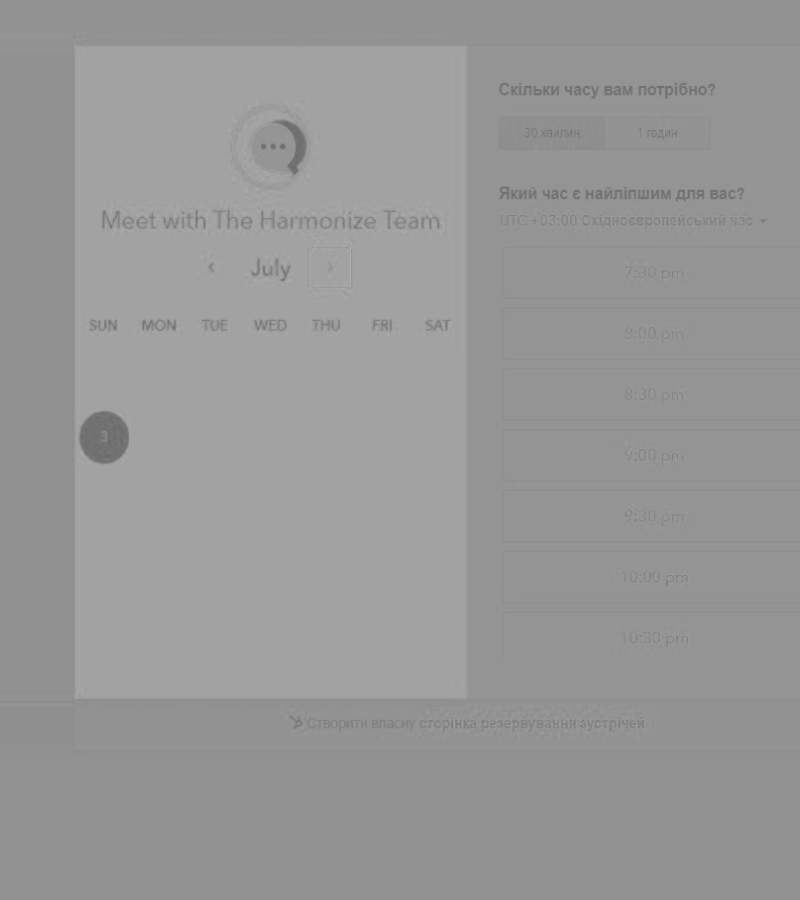 Meet with The Harmonize Team
July
SUN MON TUE WED THU FRI SAT
3
Скільки часу вам потрібно?
30 хвилин 1 годин
Який час є найліпшим для вас?
UTC +03:00 Східноєвропейський час
7:30 pm
8:00 pm
8:30 pm
9:00 pm
9:30 pm
10:00 pm
10:30 pm
Створити власну сторінка резервування зустрічей